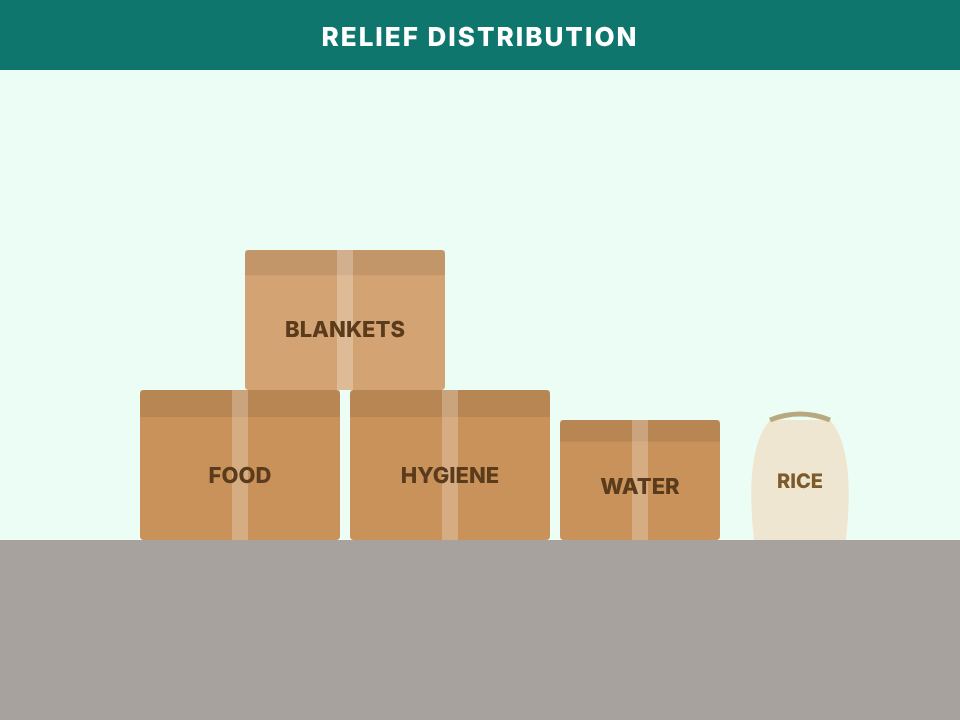 RELIEF DISTRIBUTION
BLANKETS
FOOD
HYGIENE
WATER
RICE